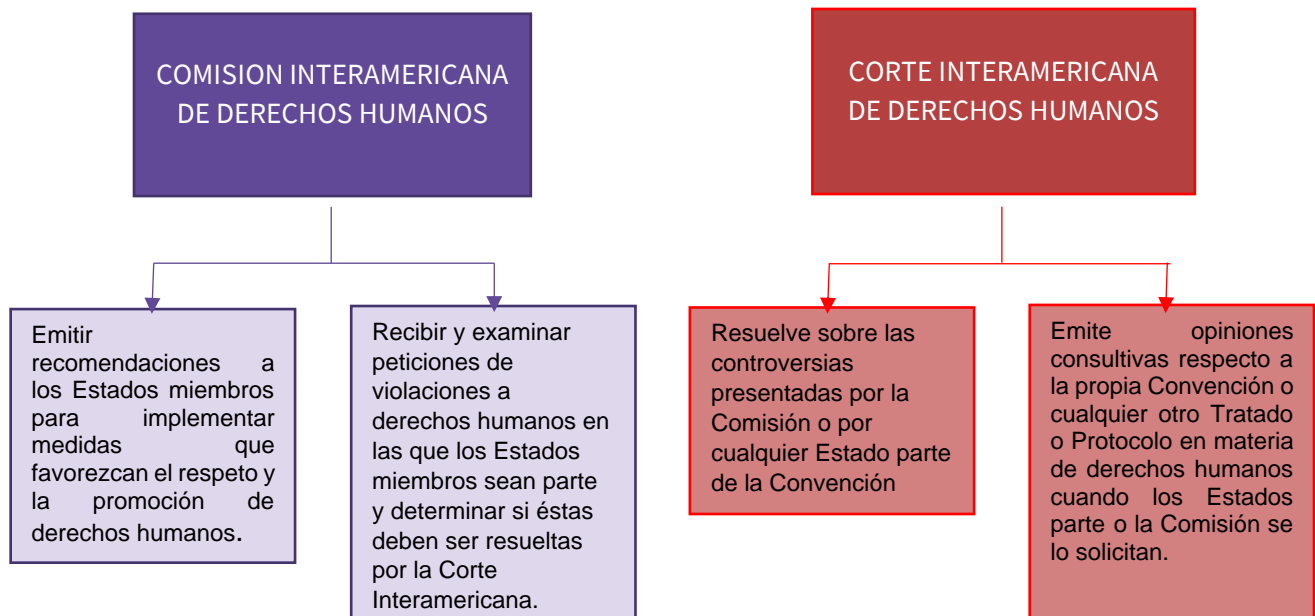 COMISION INTERAMERICANA
DE DERECHOS HUMANOS
Emitir
recomendaciones a
los Estados miembros
para implementar
medidas que
favorezcan el respeto y
la promoción de
derechos humanos.
Recibir y examinar
peticiones de
violaciones a
derechos humanos en
las que los Estados
miembros sean parte
y determinar si éstas
deben ser resueltas
por la Corte
Interamericana.
CORTE INTERAMERICANA
DE DERECHOS HUMANOS
Resuelve sobre las
controversias
presentadas por la
Comisión o por
cualquier Estado parte
de la Convención
Emite opiniones
consultivas respecto a
la propia Convención o
cualquier otro Tratado
o Protocolo en materia
de derechos humanos
cuando los Estados
parte o la Comisión se
lo solicitan.